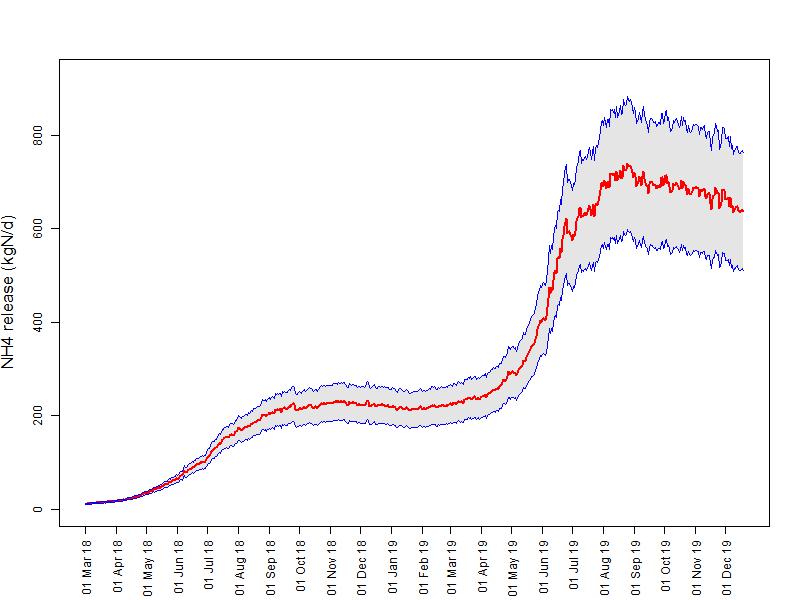 NH4 release (kgN/d)
800
600
400
200
0
01 Mar 18
01 Apr 18
01 May 18
01 Jun 18
01 Jul 18
01 Aug 18
01 Sep 18
01 Oct 18
01 Nov 18
01 Dec 18
01 Jan 19
01 Feb 19
01 Mar 19
01 Apr 19
01 May 19
01 Jun 19
01 Jul 19
01 Aug 19
01 Sep 19
01 Oct 19
01 Nov 19
01 Dec 19